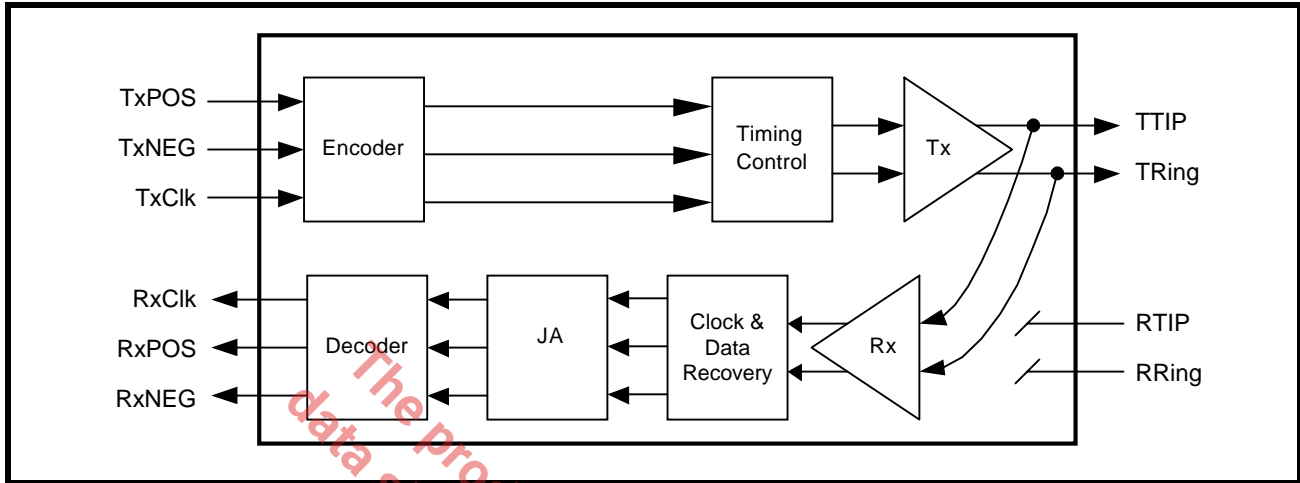 TxPOS
TxNEG
TxClk
Encoder
Timing
Control
Tx
TTIP
TRing
RxClk
RxPOS
RxNEG
Decoder
JA
Clock &
Data
Recovery
Rx
RTIP
RRing
The
data